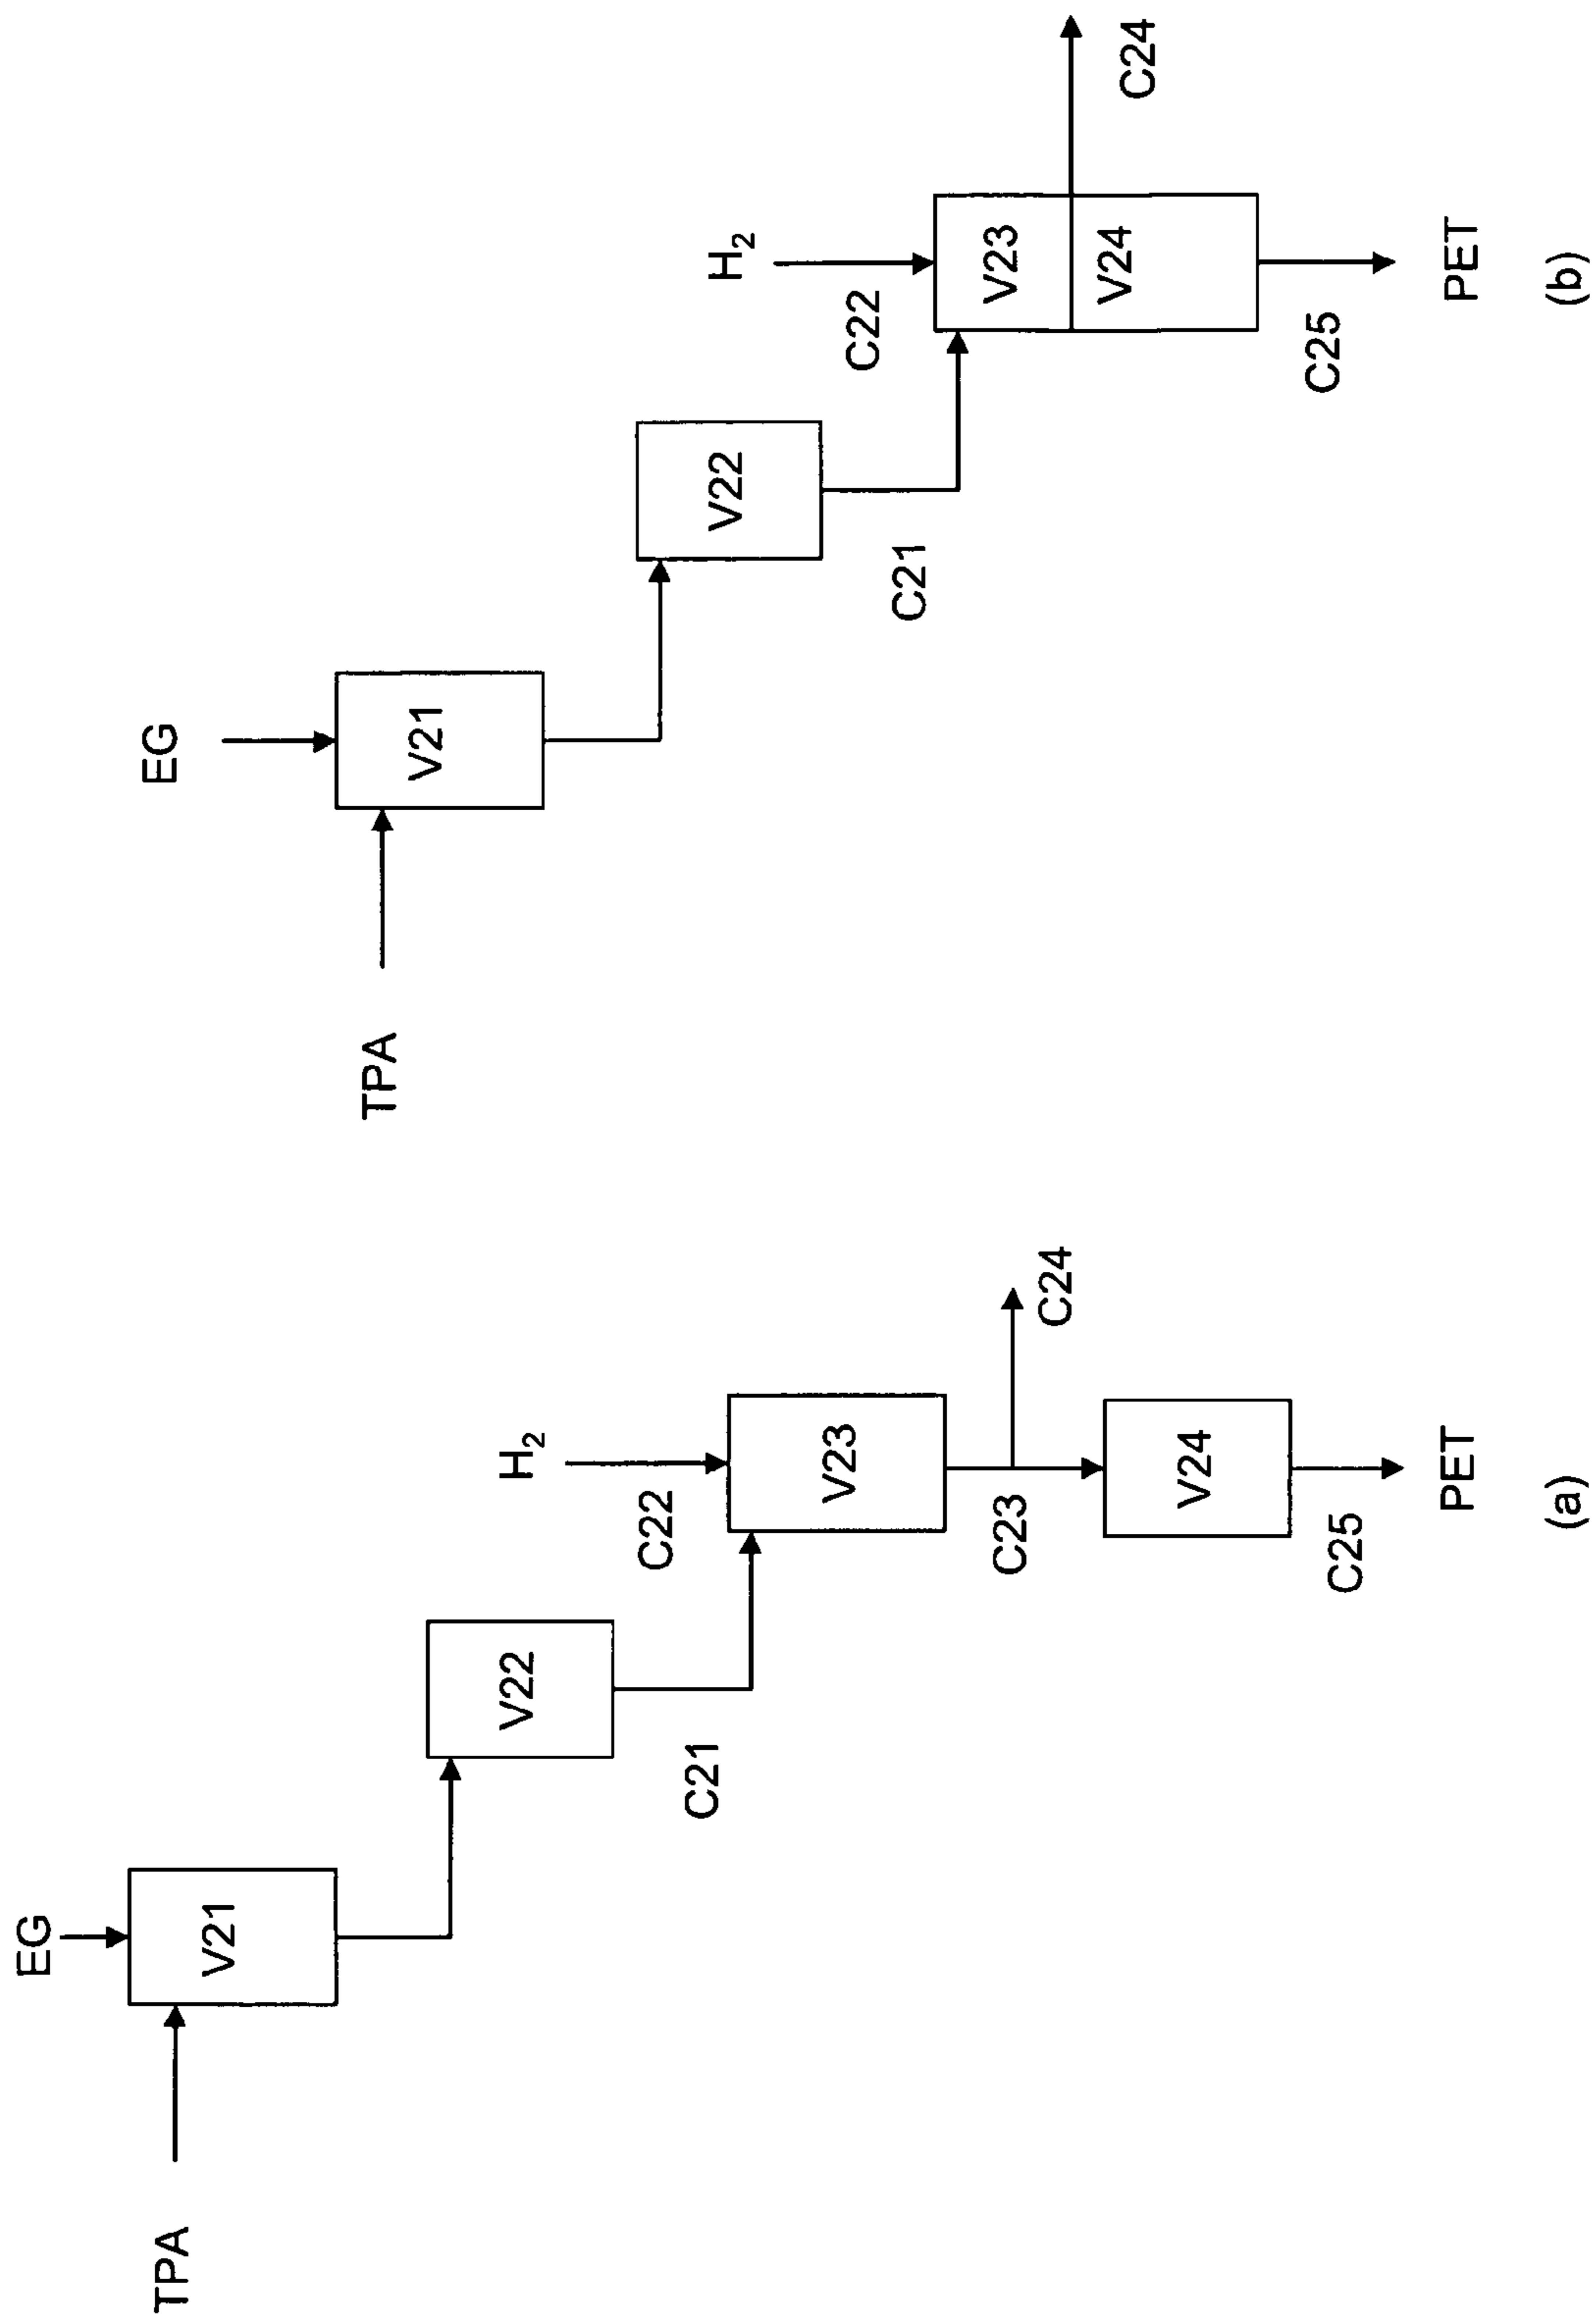 EG
TPA
V21
V22
C21
H₂
C22
V23
C23
C24
V24
C25
PET
(a)
EG
TPA
V21
V22
C21
H₂
C22
V23
V24
C24
C25
PET
(b)